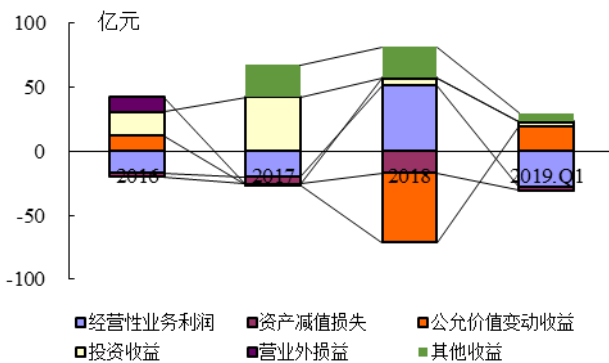 亿元
100
50
0
-50
-100
2016 2017 2018 2019.Q1
经营性业务利润 资产减值损失 公允价值变动收益
投资收益 营业外损益 其他收益